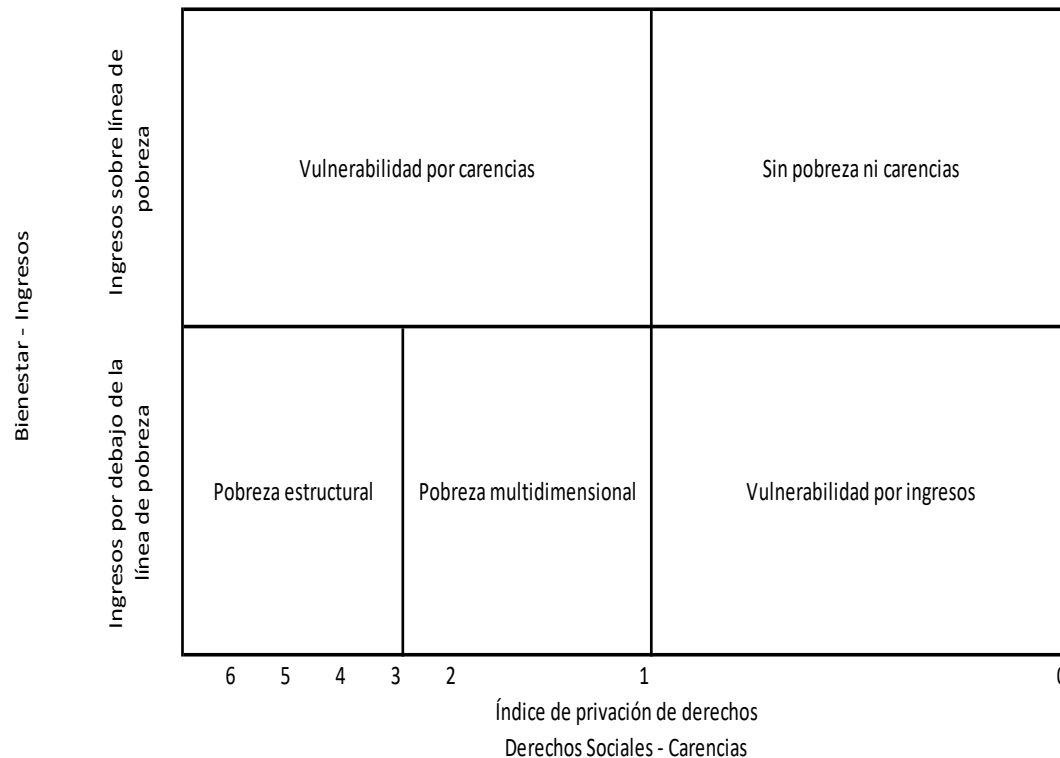 Bienestar - Ingresos
Ingresos sobre línea de
pobreza
Vulnerabilidad por carencias
Sin pobreza ni carencias
Ingresos por debajo de la
línea de pobreza
Pobreza estructural
Pobreza multidimensional
Vulnerabilidad por ingresos
6 5 4 3 2 1 0
Índice de privación de derechos
Derechos Sociales - Carencias